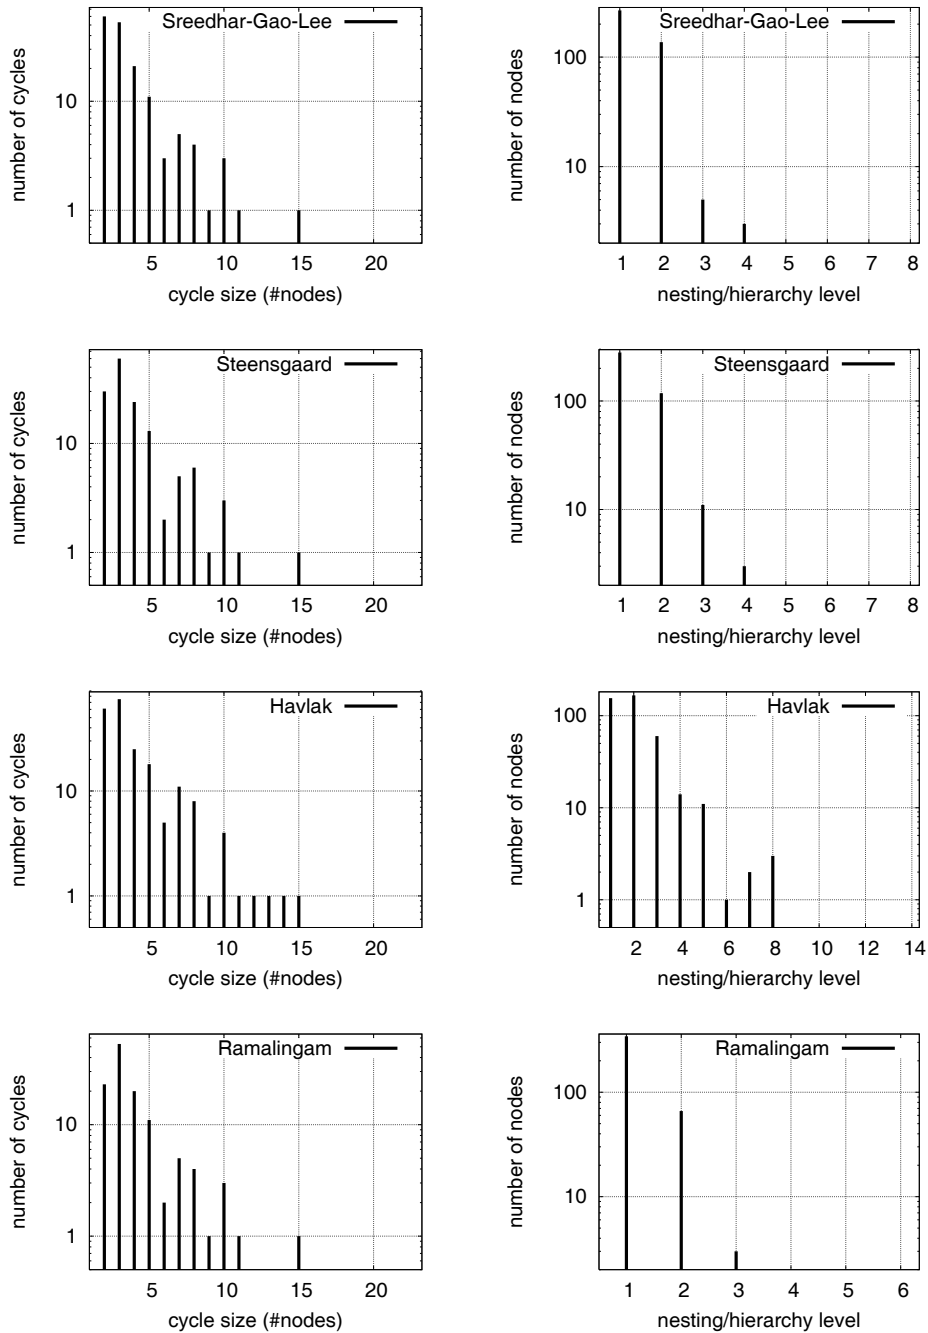 Sreedhar-Gao-Lee
number of cycles
10
1
5 10 15 20
cycle size (#nodes)
Sreedhar-Gao-Lee
number of nodes
100
10
1 2 3 4 5 6 7 8
nesting/hierarchy level
Steensgaard
number of cycles
10
1
5 10 15 20
cycle size (#nodes)
Steensgaard
number of nodes
100
10
1 2 3 4 5 6 7 8
nesting/hierarchy level
Havlak
number of cycles
10
1
5 10 15 20
cycle size (#nodes)
Havlak
number of nodes
100
10
1
2 4 6 8 10 12 14
nesting/hierarchy level
Ramalingam
number of cycles
10
1
5 10 15 20
cycle size (#nodes)
Ramalingam
number of nodes
100
10
1 2 3 4 5 6
nesting/hierarchy level